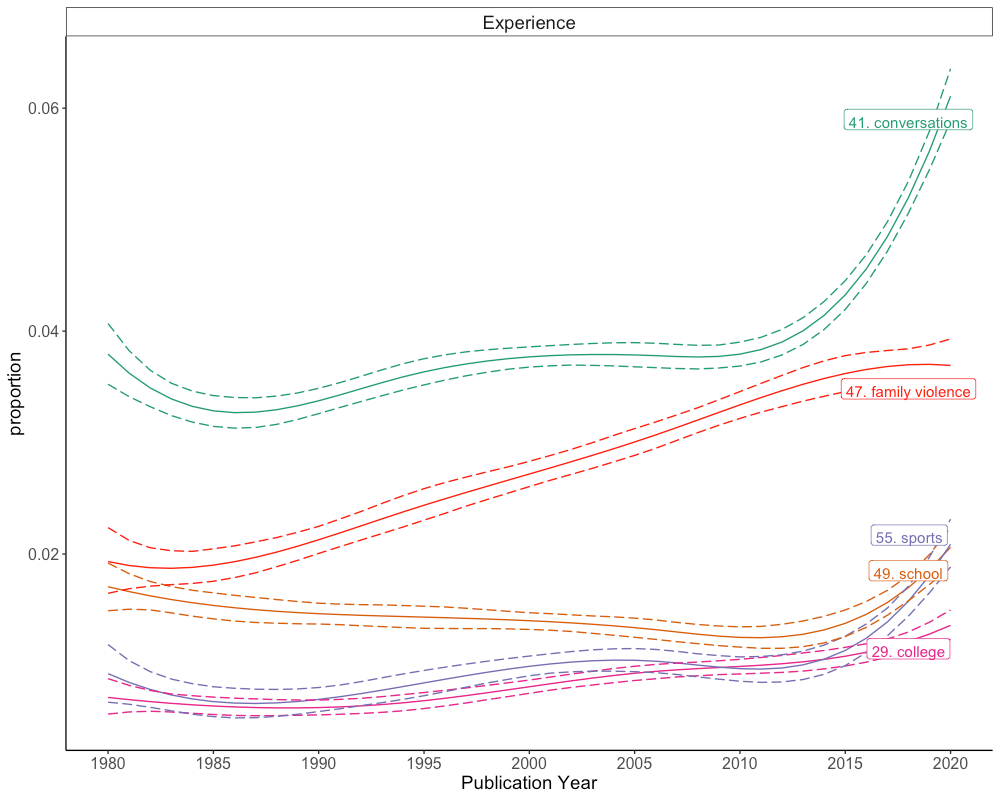 Experience
0.06
0.04
0.02
proportion
41. conversations
47. family violence
55. sports
49. school
29. college
1980 1985 1990 1995 2000 2005 2010 2015 2020
Publication Year